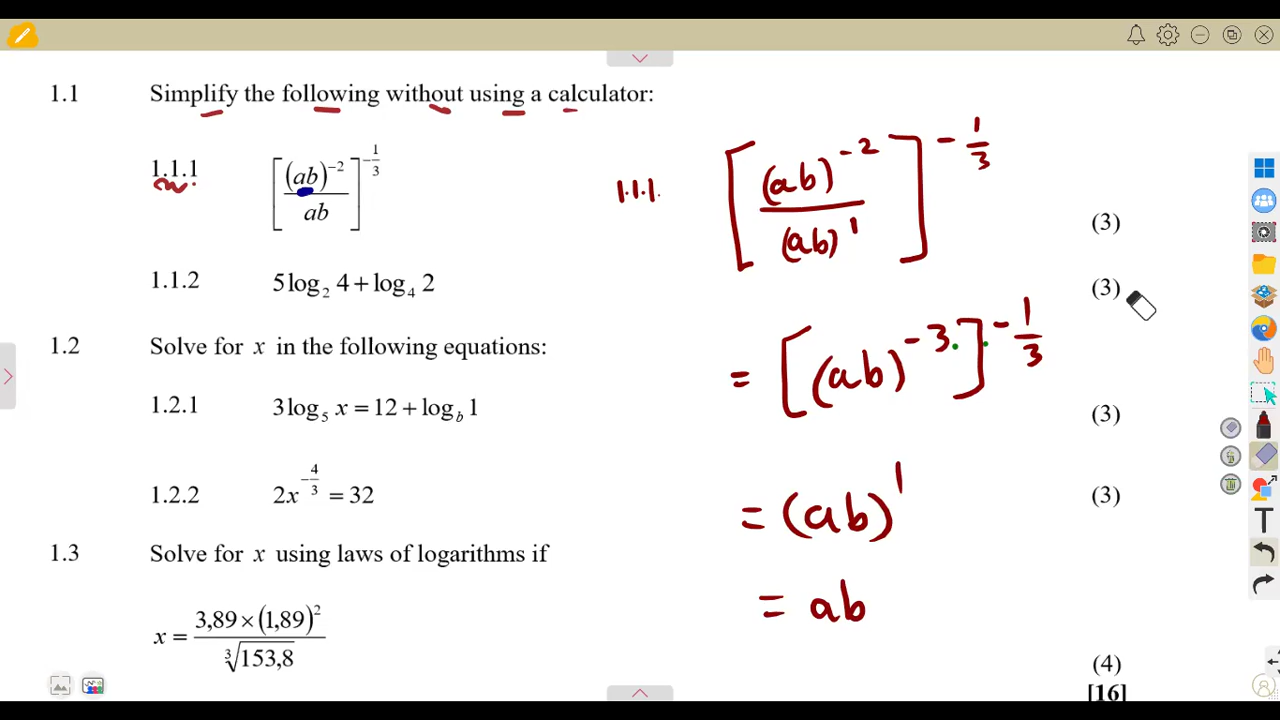 1.1 Simplify the following without using a calculator:
1.1.1 [(ab)⁻²/ab]^(-1/3) (3)
1.1.2 5log₂ 4 + log₄ 2 (3)
1.2 Solve for x in the following equations:
1.2.1 3log₅ x = 12 + log_b 1 (3)
1.2.2 2x^(-4/3) = 32 (3)
1.3 Solve for x using laws of logarithms if
x = 3,89 × (1,89)² / ∛153,8 (4)
[16]
1.1.1. [(ab)⁻²/(ab)¹]^(-1/3)
= [(ab)⁻³]^(-1/3)
= (ab)¹
= ab
T